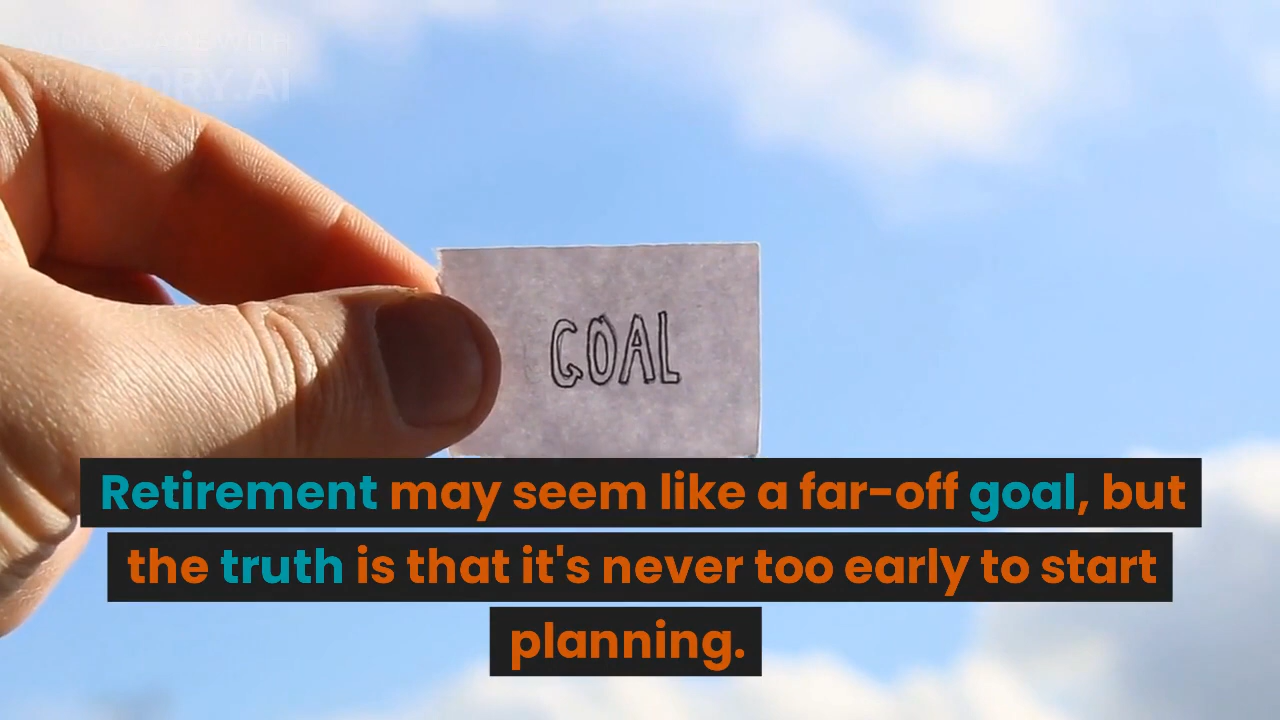 GOAL
Retirement may seem like a far-off goal, but
the truth is that it's never too early to start
planning.